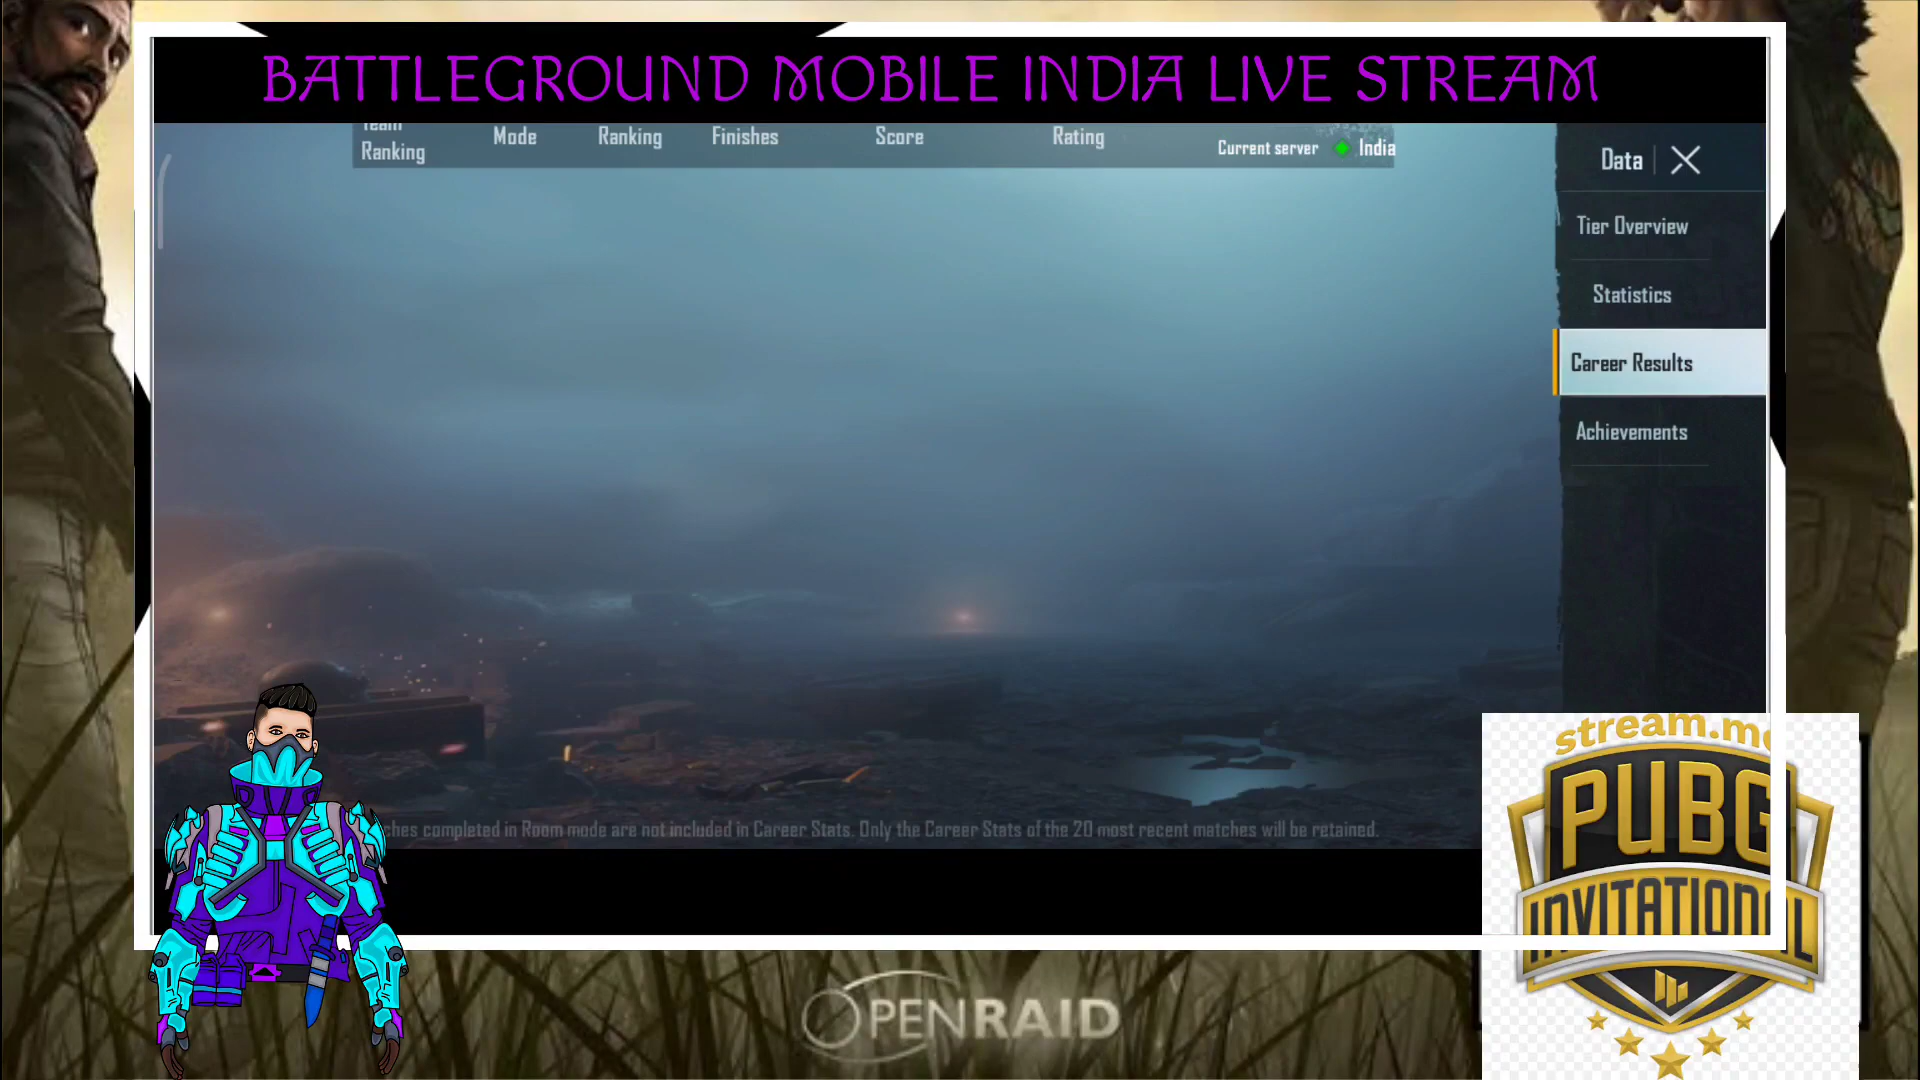 BATTLEGROUND MOBILE INDIA LIVE STREAM
Team Ranking
Mode
Ranking
Finishes
Score
Rating
Current server
India
Data
Tier Overview
Statistics
Career Results
Achievements
completed in Room mode are not included in Career Stats. Only the Career Stats of the 20 most recent matches will be retained.
stream.me
PUBG
INVITATIONAL
OPENRAID